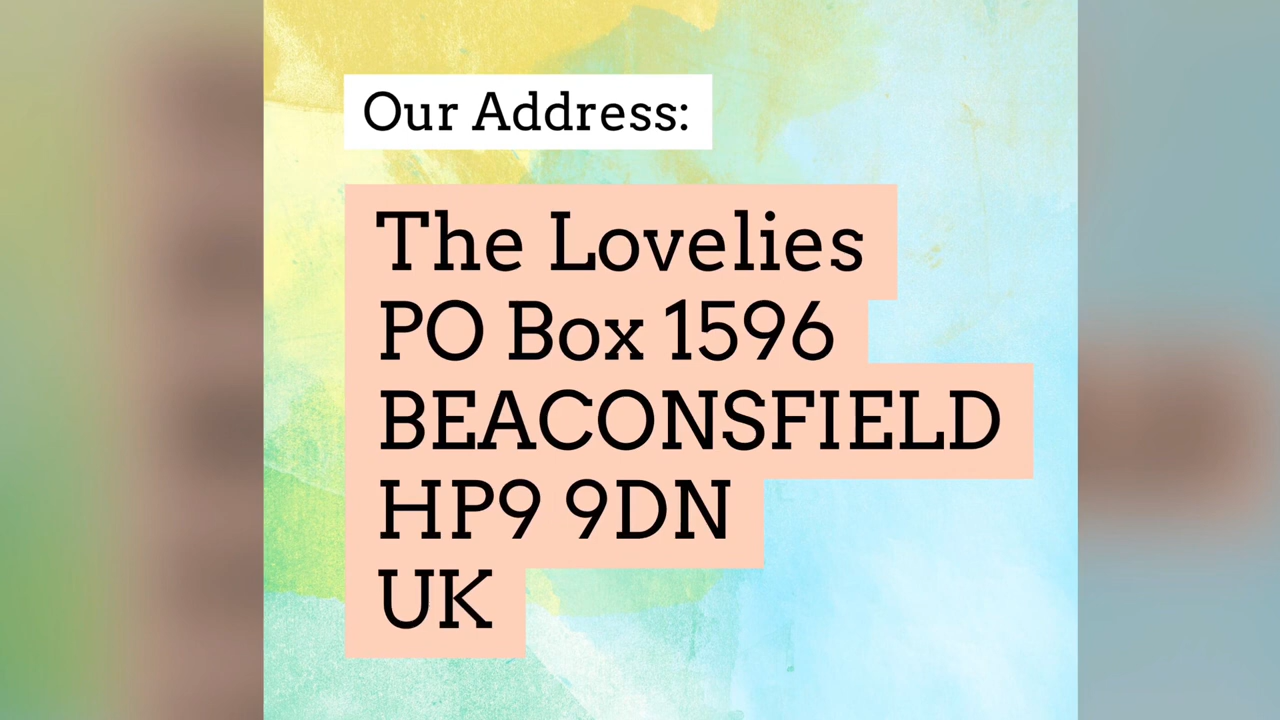 Our Address:
The Lovelies
PO Box 1596
BEACONSFIELD
HP9 9DN
UK